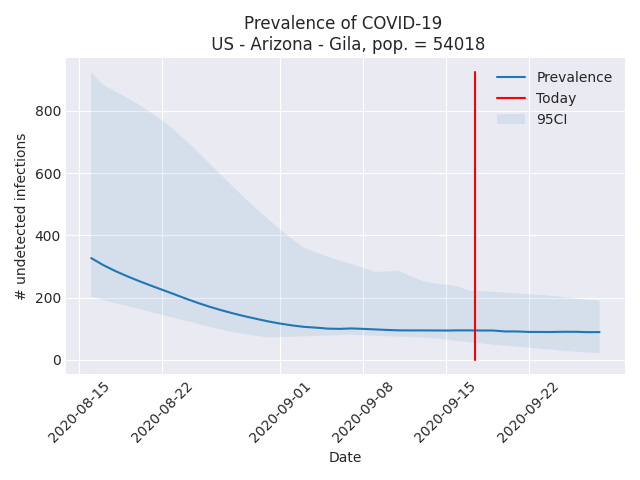 Prevalence of COVID-19
US - Arizona - Gila, pop. = 54018
Prevalence
Today
95CI
# undetected infections
800
600
400
200
0
2020-08-15
2020-08-22
2020-09-01
2020-09-08
2020-09-15
2020-09-22
Date